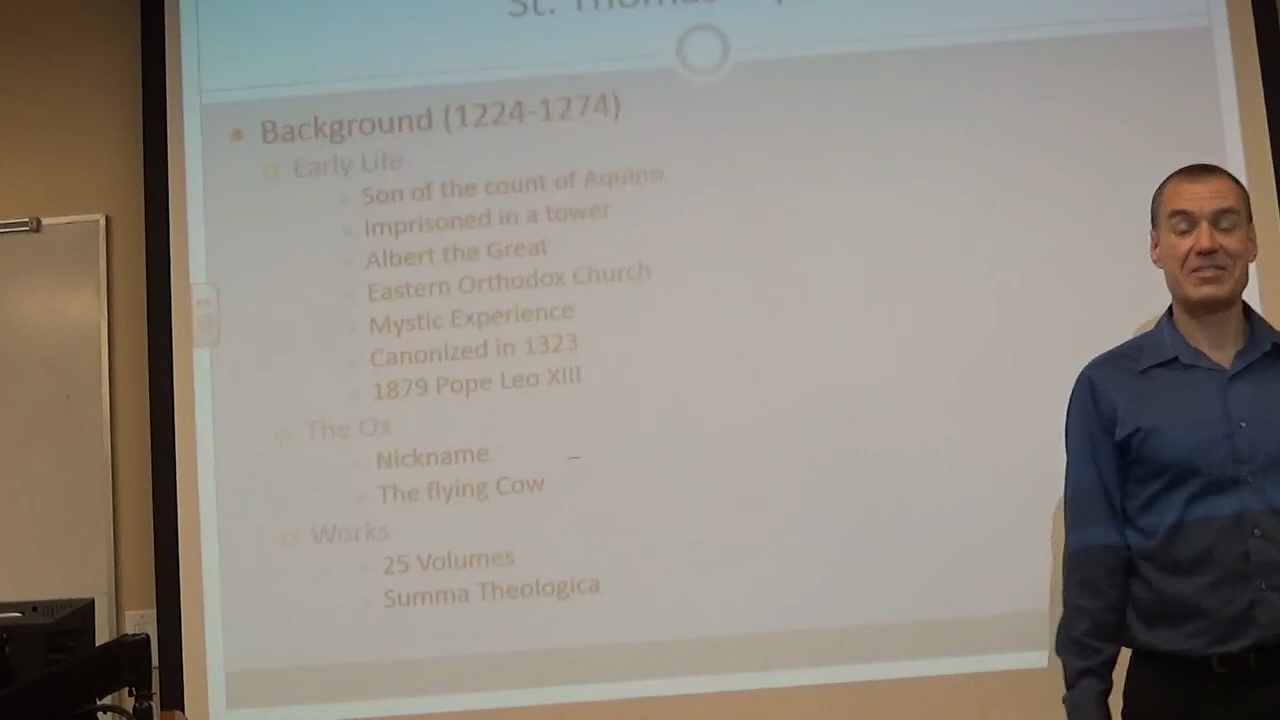 St. Thomas
Background (1224-1274)
Early Life
Son of the count of Aquino
Imprisoned in a tower
Albert the Great
Eastern Orthodox Church
Mystic Experience
Canonized in 1323
1879 Pope Leo XIII
The Ox
Nickname
The flying Cow
Works
25 Volumes
Summa Theologica